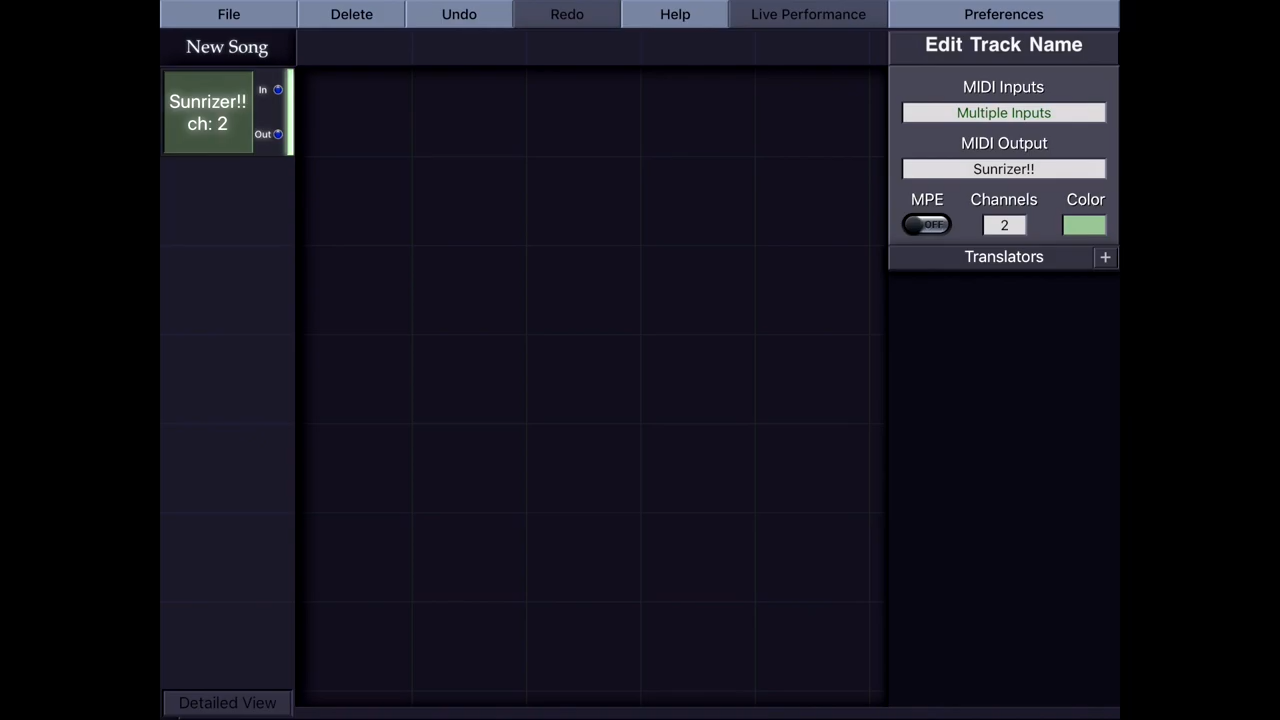 File
Delete
Undo
Redo
Help
Live Performance
Preferences
New Song
Edit Track Name
Sunrizer!!
ch: 2
In
Out
MIDI Inputs
Multiple Inputs
MIDI Output
Sunrizer!!
MPE
Channels
Color
OFF
2
Translators
+
Detailed View